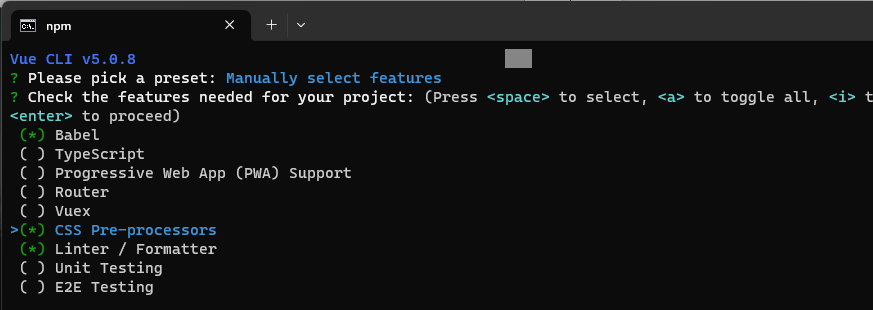 npm
Vue CLI v5.0.8
? Please pick a preset: Manually select features
? Check the features needed for your project: (Press <space> to select, <a> to toggle all, <i> t
<enter> to proceed)
(*) Babel
( ) TypeScript
( ) Progressive Web App (PWA) Support
( ) Router
( ) Vuex
>(*) CSS Pre-processors
(*) Linter / Formatter
( ) Unit Testing
( ) E2E Testing